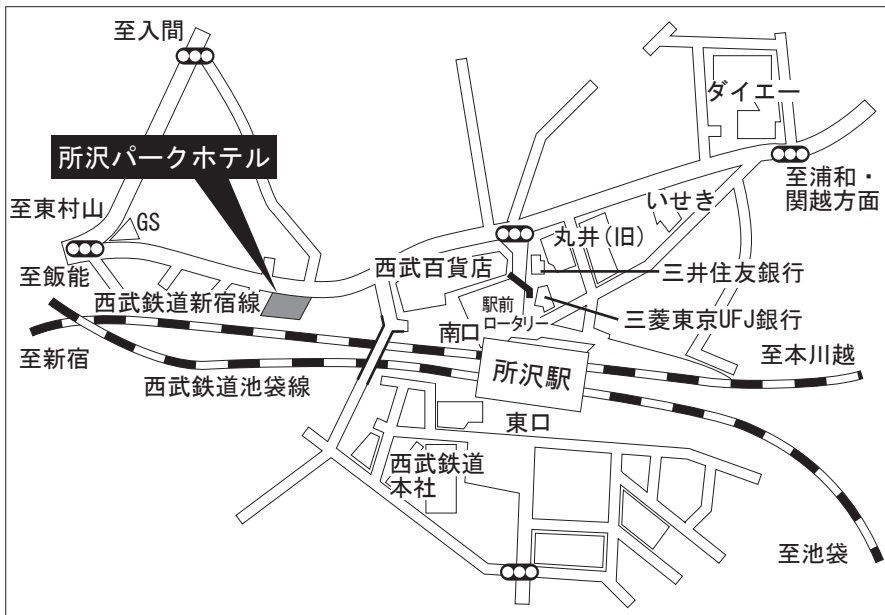 至入間
ダイエー
所沢パークホテル
至浦和・
関越方面
至東村山
GS
いせき
丸井(旧)
西武百貨店
三井住友銀行
至飯能
西武鉄道新宿線
駅前
ロータリー
三菱東京UFJ銀行
南口
至新宿
至本川越
所沢駅
西武鉄道池袋線
東口
西武鉄道
本社
至池袋